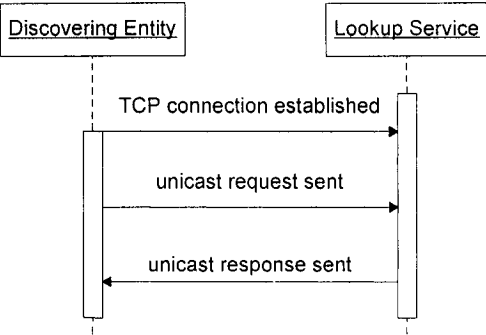 Discovering Entity
Lookup Service
TCP connection established
unicast request sent
unicast response sent